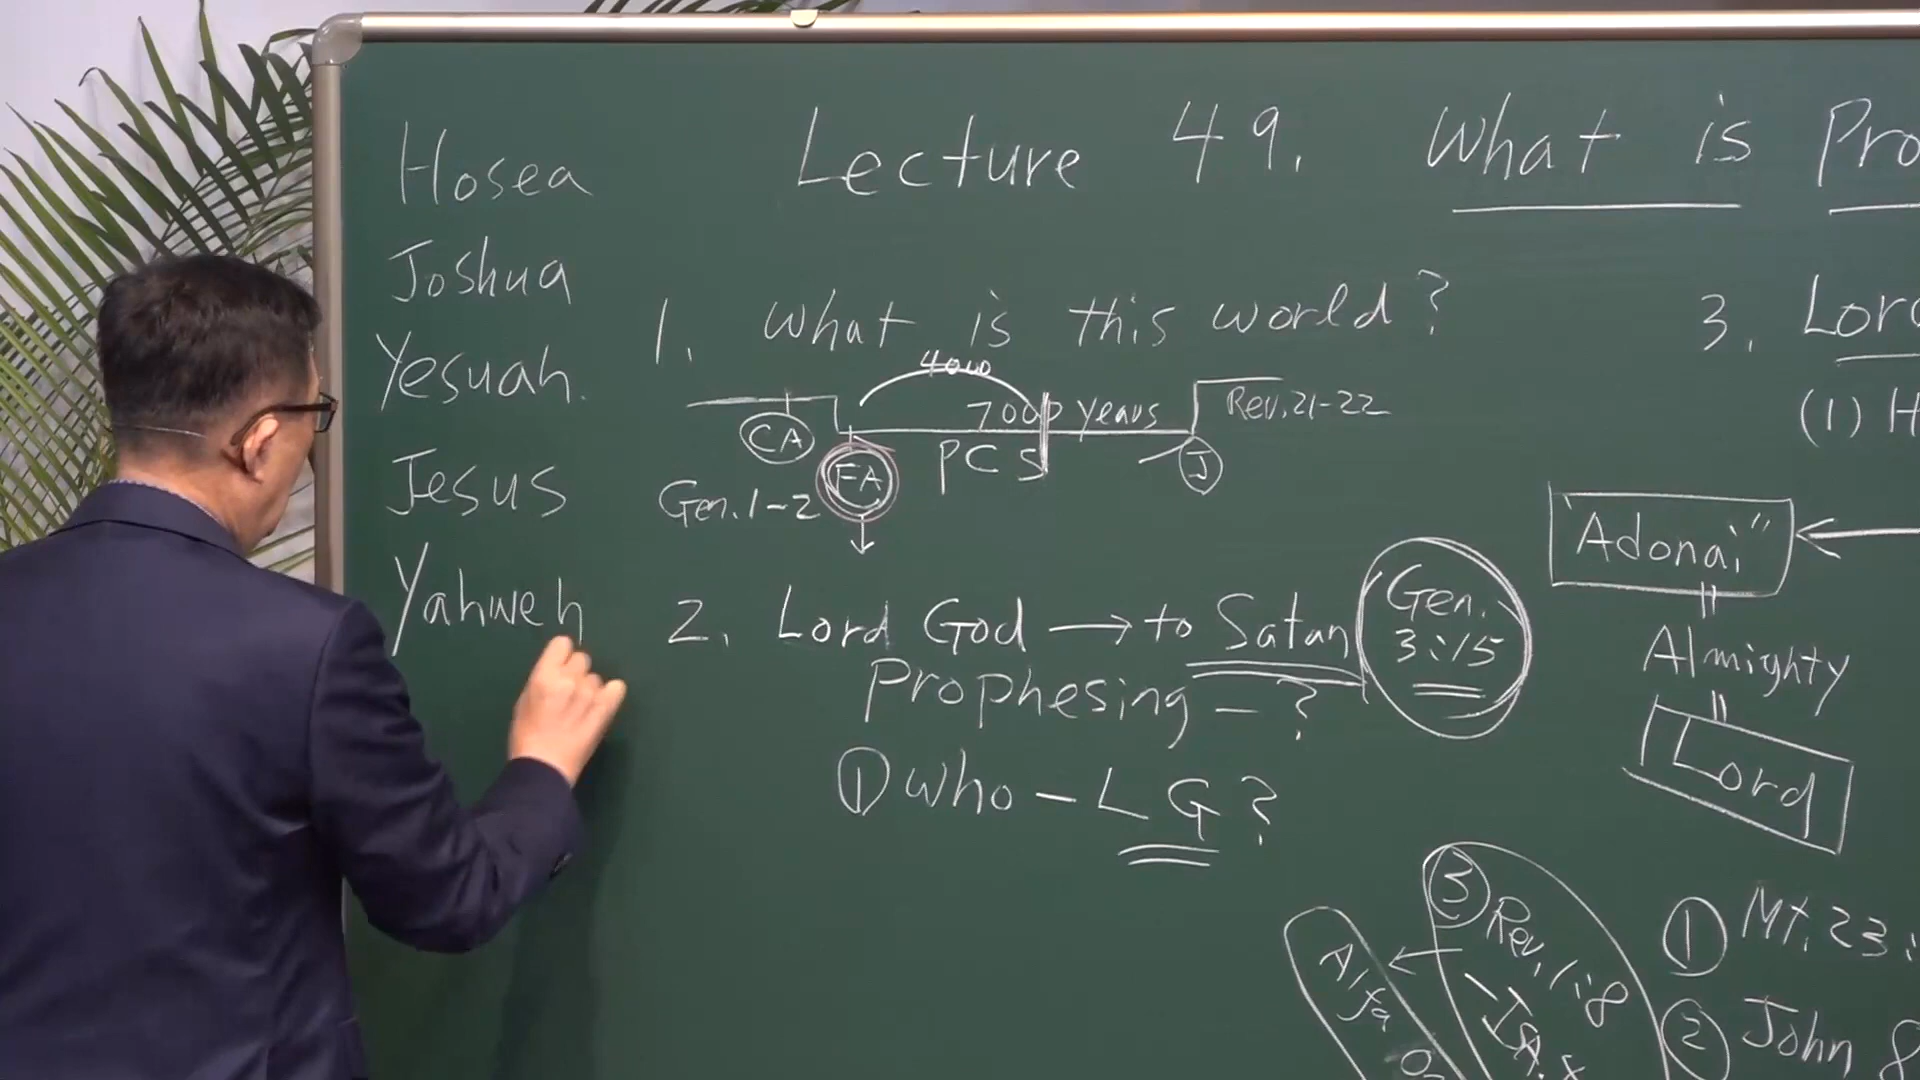 Lecture 49. What is Pro
Hosea
Joshua
Yesuah.
Jesus
Yahweh
1. What is this world?
4000
7000 years
Rev. 21-22
CA
FA
PCS
J
Gen. 1-2
2. Lord God → to Satan
Gen. 3:15
Prophesing - ?
① Who - LG?
3. Lord
(1) H
"Adonai"
||
Almighty
||
Lord
③ Rev. 1:8
① Mt. 23:
② John 8